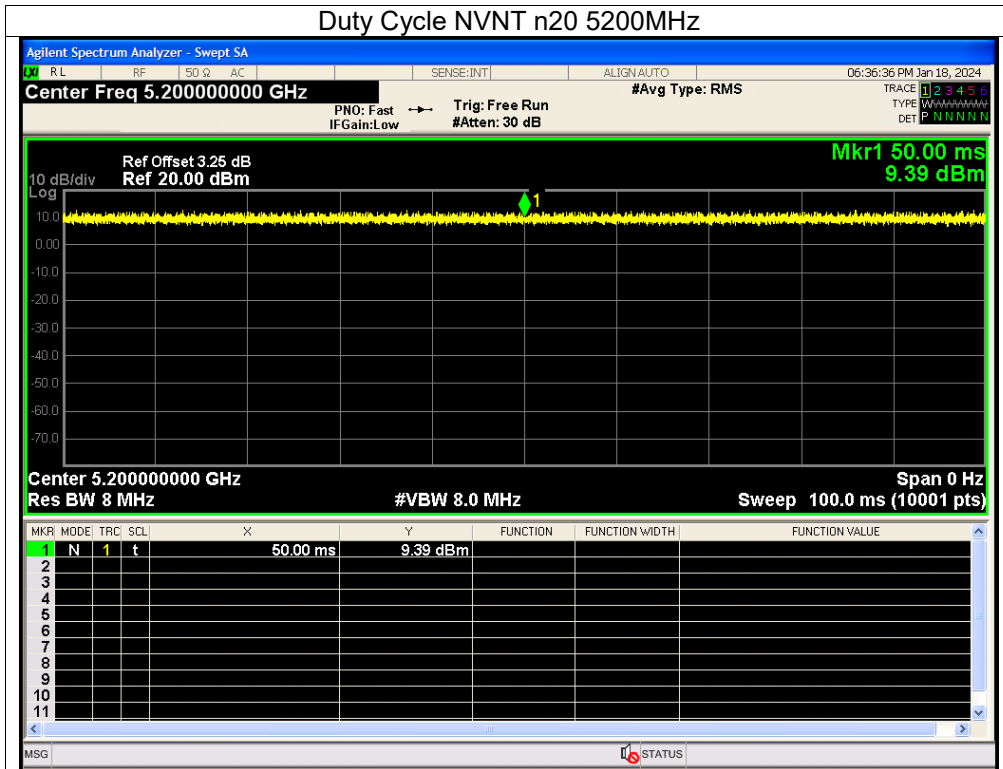 Duty Cycle NVNT n20 5200MHz
Agilent Spectrum Analyzer - Swept SA
LXI RL RF 50 Ω AC SENSE:INT ALIGN AUTO 06:36:36 PM Jan 18, 2024
Center Freq 5.200000000 GHz #Avg Type: RMS TRACE 1 2 3 4 5 6
PNO: Fast Trig: Free Run TYPE W
IFGain:Low #Atten: 30 dB DET P N N N N N
Mkr1 50.00 ms
Ref Offset 3.25 dB
10 dB/div Ref 20.00 dBm 9.39 dBm
Log
1
10.0
0.00
-10.0
-20.0
-30.0
-40.0
-50.0
-60.0
-70.0
Center 5.200000000 GHz Span 0 Hz
Res BW 8 MHz #VBW 8.0 MHz Sweep 100.0 ms (10001 pts)
MKR MODE TRC SCL X Y FUNCTION FUNCTION WIDTH FUNCTION VALUE
1 N 1 t 50.00 ms 9.39 dBm
2
3
4
5
6
7
8
9
10
11
MSG STATUS